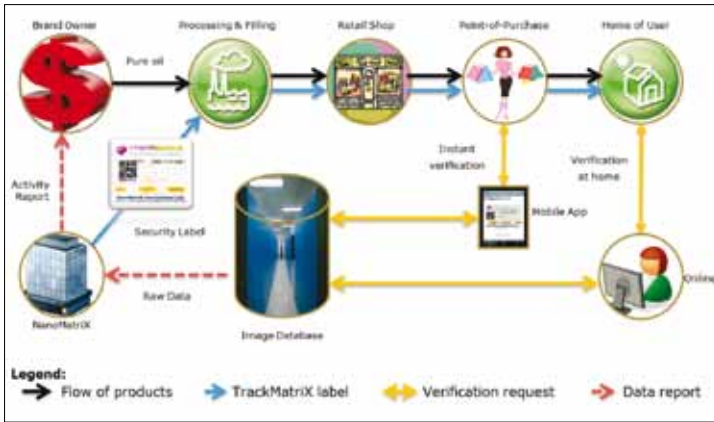 Brand Owner
Processing & Filling
Retail Shop
Point-of-Purchase
Home of User
Pure oil
Instant
verification
Verification
at home
Activity
Report
Security Label
Mobile App
Online
Raw Data
NanoMatriX
Image Database
Legend:
Flow of products
TrackMatriX label
Verification request
Data report